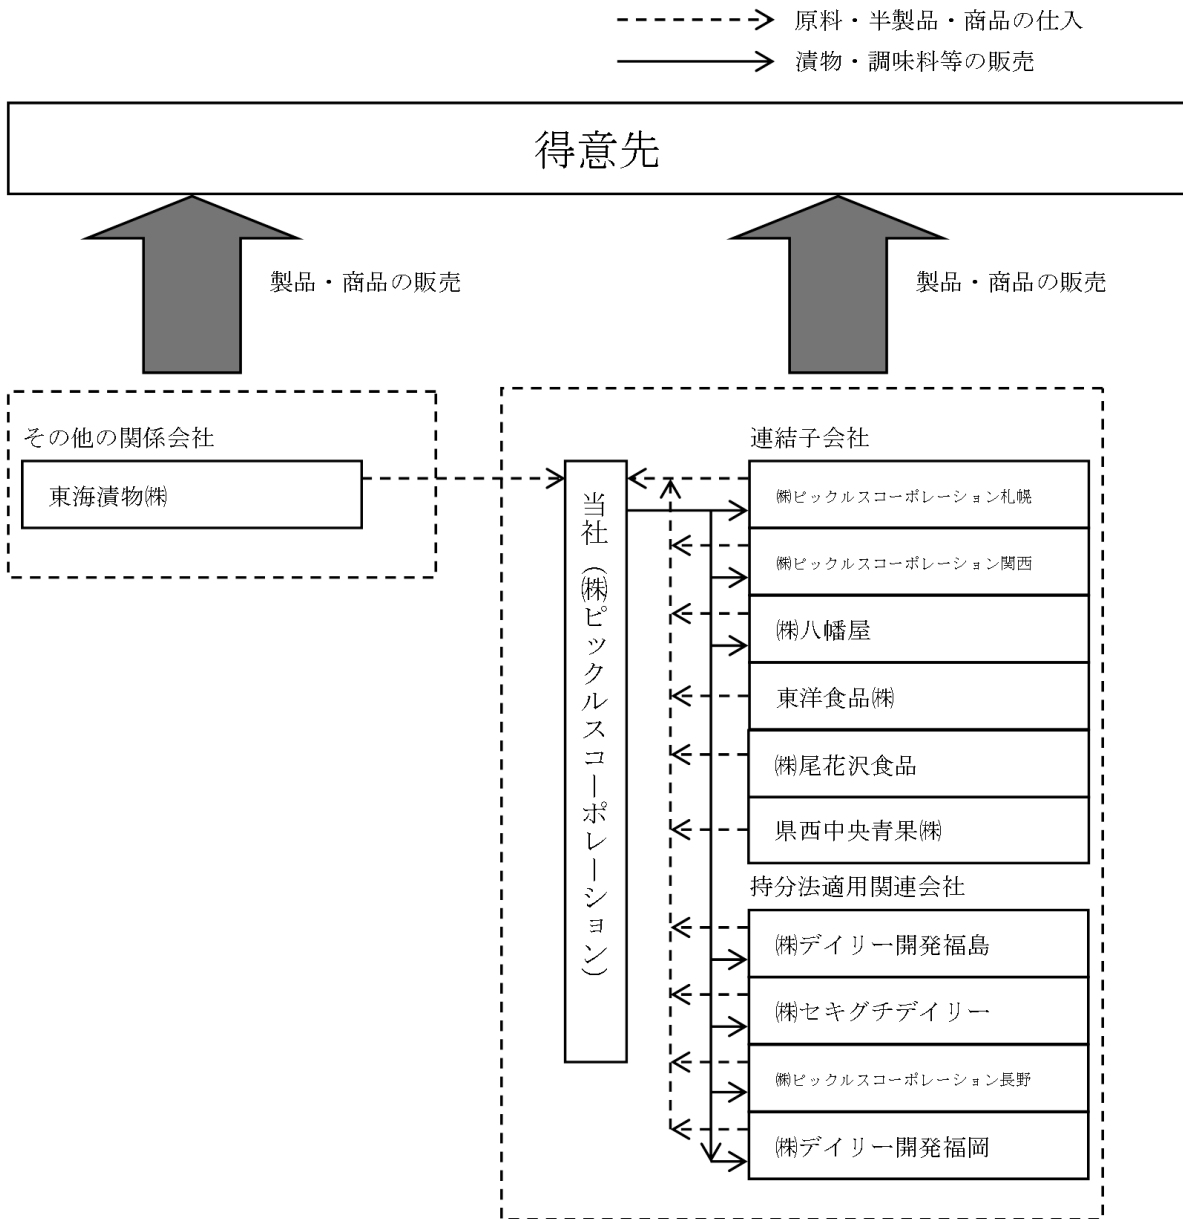 原料・半製品・商品の仕入
漬物・調味料等の販売
得意先
製品・商品の販売
製品・商品の販売
その他の関係会社
東海漬物㈱
当社（㈱ピックルスコーポレーション）
連結子会社
㈱ピックルスコーポレーション札幌
㈱ピックルスコーポレーション関西
㈱八幡屋
東洋食品㈱
㈱尾花沢食品
県西中央青果㈱
持分法適用関連会社
㈱デイリー開発福島
㈱セキグチデイリー
㈱ピックルスコーポレーション長野
㈱デイリー開発福岡